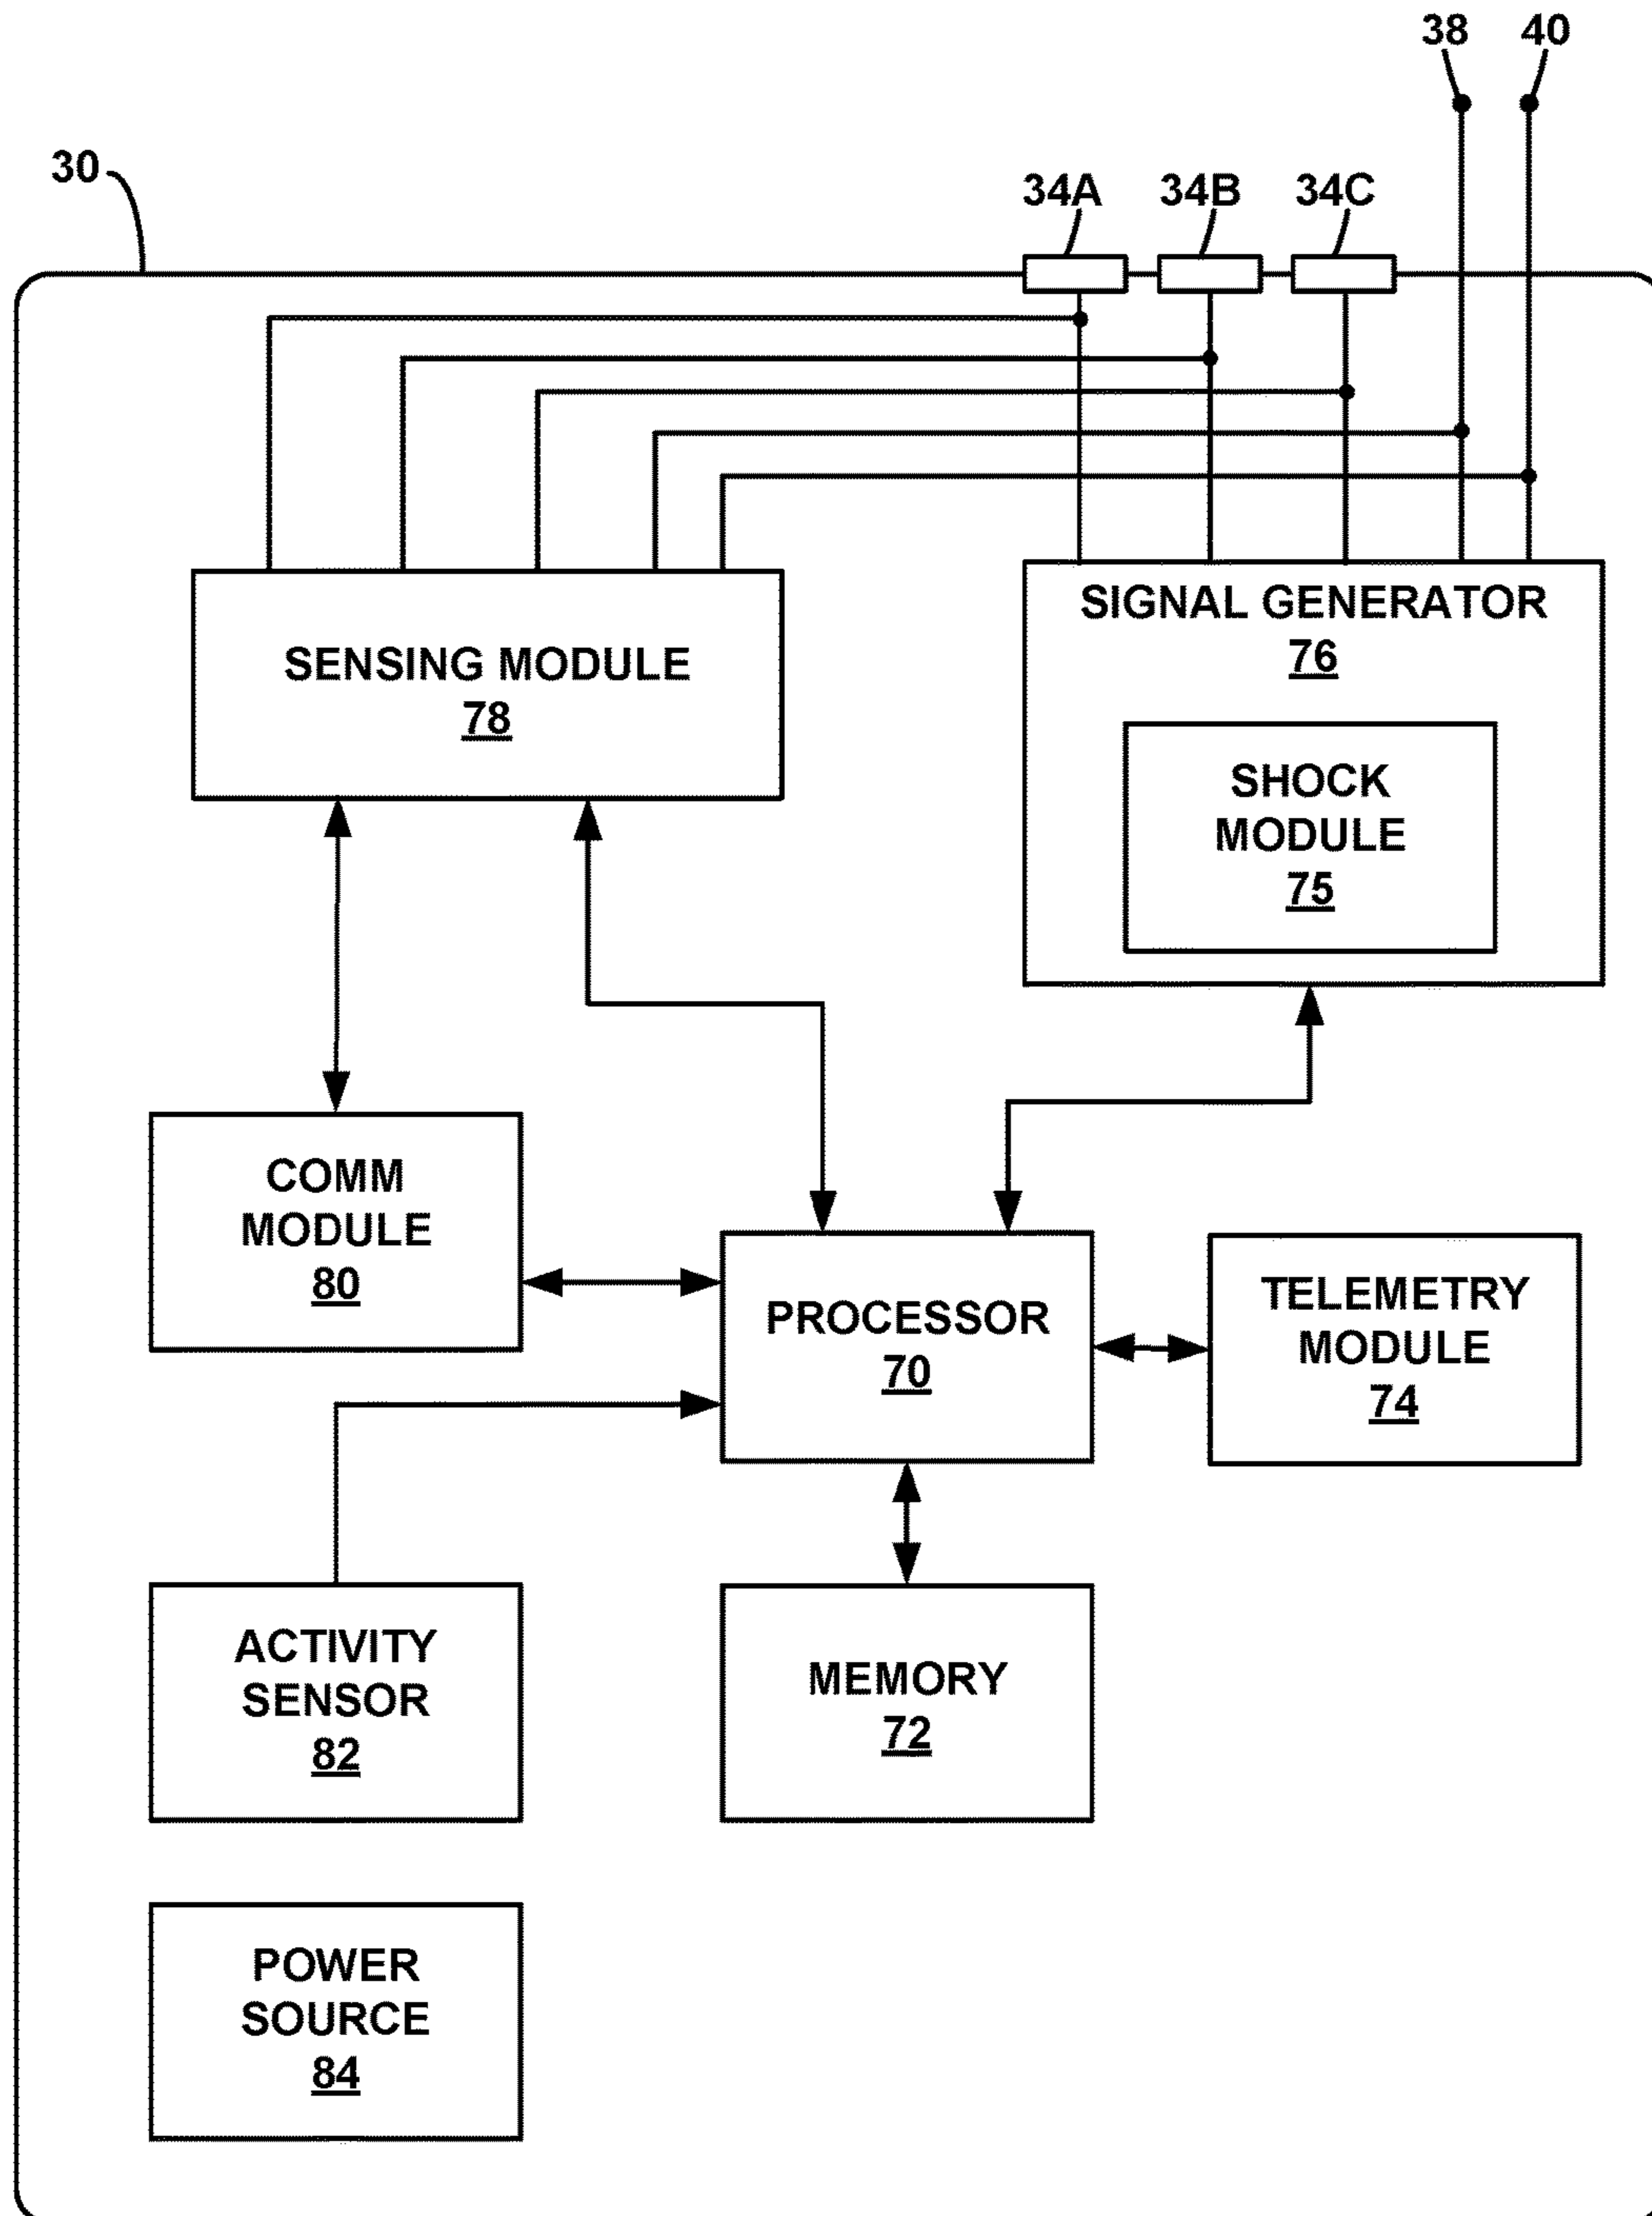 38
40
30
34A
34B
34C
SIGNAL GENERATOR
76
SENSING MODULE
78
SHOCK
MODULE
75
COMM
MODULE
80
PROCESSOR
70
TELEMETRY
MODULE
74
ACTIVITY
SENSOR
82
MEMORY
72
POWER
SOURCE
84